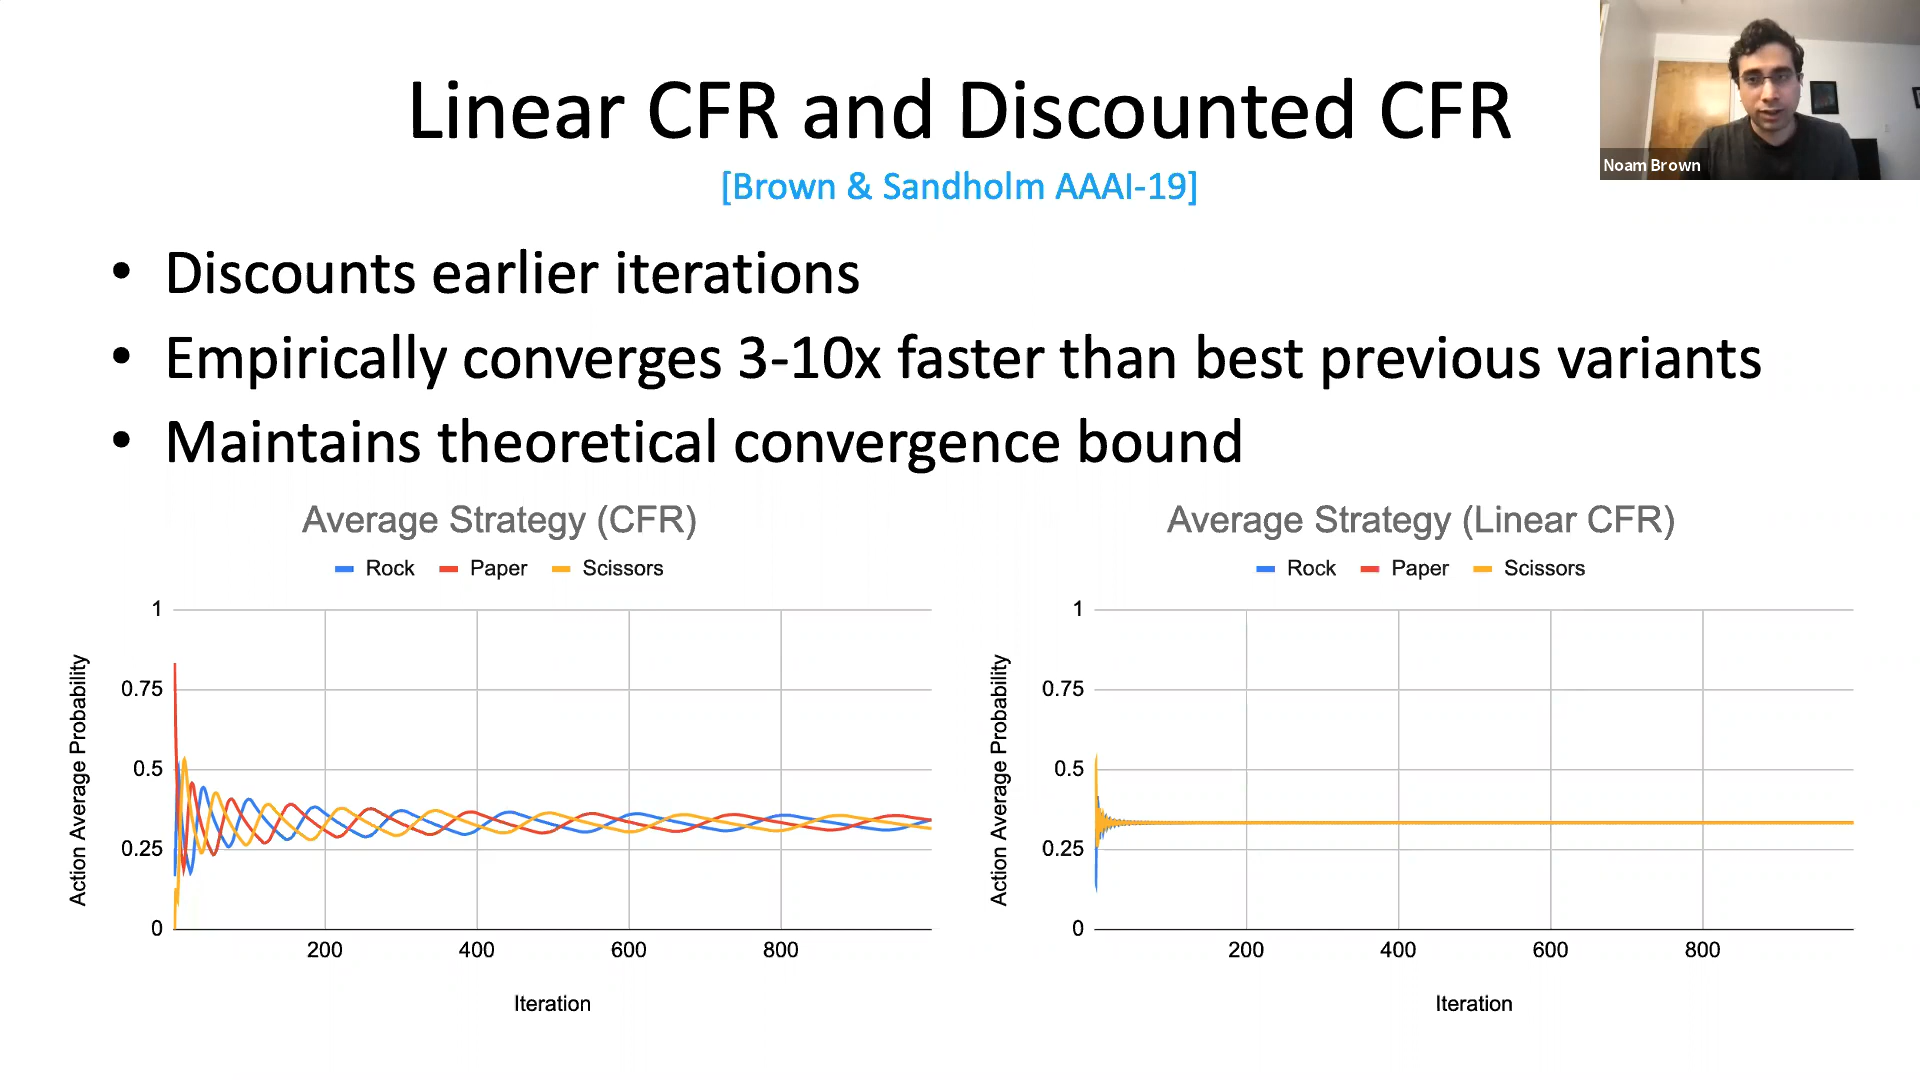 Linear CFR and Discounted CFR
[Brown & Sandholm AAAI-19]
Noam Brown
• Discounts earlier iterations
• Empirically converges 3-10x faster than best previous variants
• Maintains theoretical convergence bound
Average Strategy (CFR)
Rock Paper Scissors
Action Average Probability
1
0.75
0.5
0.25
0
200 400 600 800
Iteration
Average Strategy (Linear CFR)
Rock Paper Scissors
Action Average Probability
1
0.75
0.5
0.25
0
200 400 600 800
Iteration